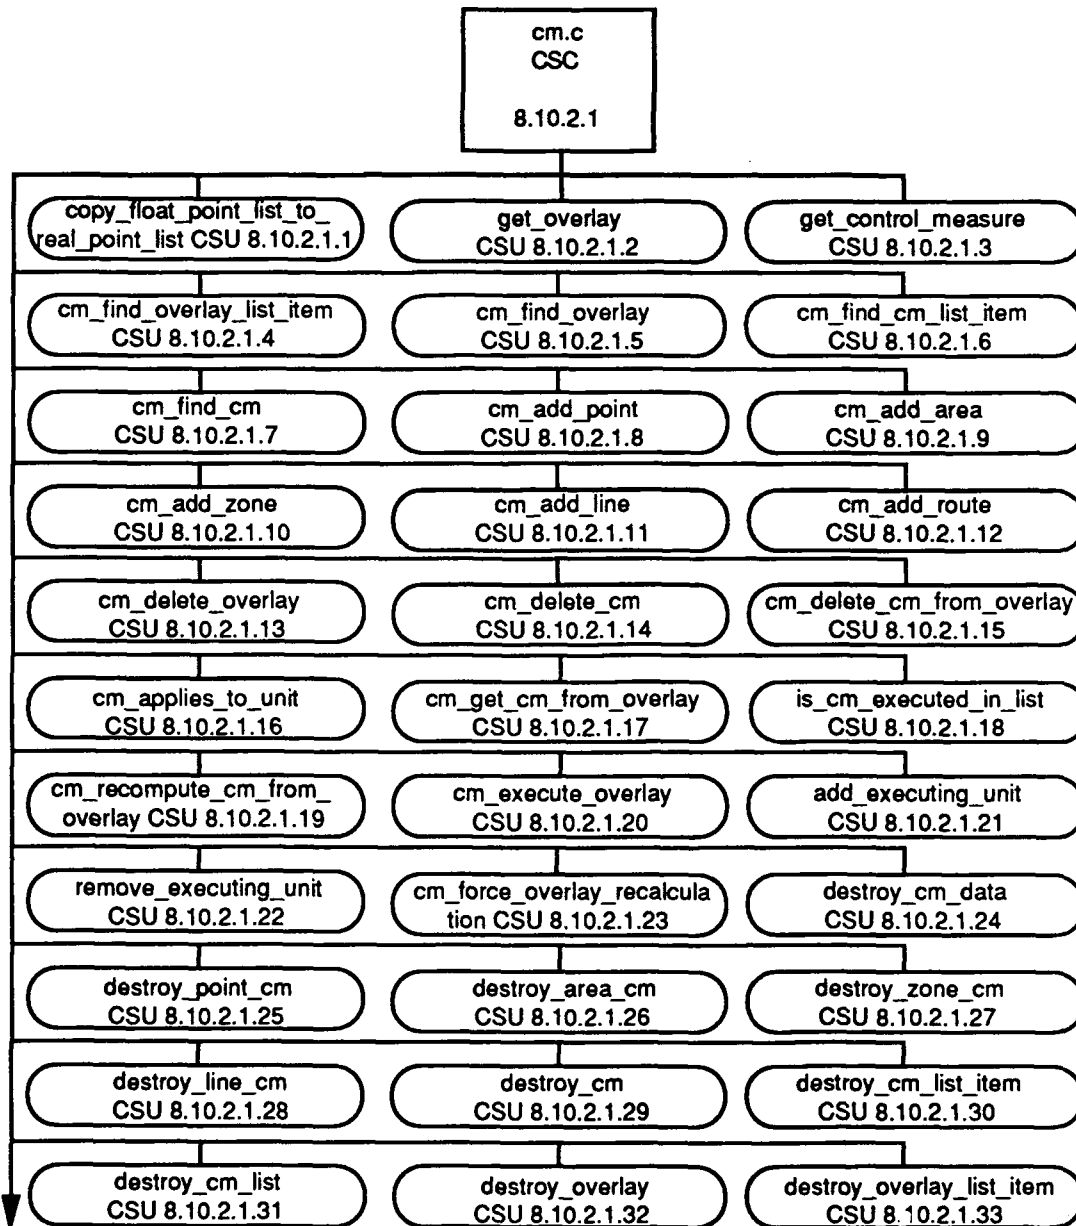 cm.c
CSC
8.10.2.1
copy_float_point_list_to_
real_point_list CSU 8.10.2.1.1
get_overlay
CSU 8.10.2.1.2
get_control_measure
CSU 8.10.2.1.3
cm_find_overlay_list_item
CSU 8.10.2.1.4
cm_find_overlay
CSU 8.10.2.1.5
cm_find_cm_list_item
CSU 8.10.2.1.6
cm_find_cm
CSU 8.10.2.1.7
cm_add_point
CSU 8.10.2.1.8
cm_add_area
CSU 8.10.2.1.9
cm_add_zone
CSU 8.10.2.1.10
cm_add_line
CSU 8.10.2.1.11
cm_add_route
CSU 8.10.2.1.12
cm_delete_overlay
CSU 8.10.2.1.13
cm_delete_cm
CSU 8.10.2.1.14
cm_delete_cm_from_overlay
CSU 8.10.2.1.15
cm_applies_to_unit
CSU 8.10.2.1.16
cm_get_cm_from_overlay
CSU 8.10.2.1.17
is_cm_executed_in_list
CSU 8.10.2.1.18
cm_recompute_cm_from_
overlay CSU 8.10.2.1.19
cm_execute_overlay
CSU 8.10.2.1.20
add_executing_unit
CSU 8.10.2.1.21
remove_executing_unit
CSU 8.10.2.1.22
cm_force_overlay_recalcula
tion CSU 8.10.2.1.23
destroy_cm_data
CSU 8.10.2.1.24
destroy_point_cm
CSU 8.10.2.1.25
destroy_area_cm
CSU 8.10.2.1.26
destroy_zone_cm
CSU 8.10.2.1.27
destroy_line_cm
CSU 8.10.2.1.28
destroy_cm
CSU 8.10.2.1.29
destroy_cm_list_item
CSU 8.10.2.1.30
destroy_cm_list
CSU 8.10.2.1.31
destroy_overlay
CSU 8.10.2.1.32
destroy_overlay_list_item
CSU 8.10.2.1.33